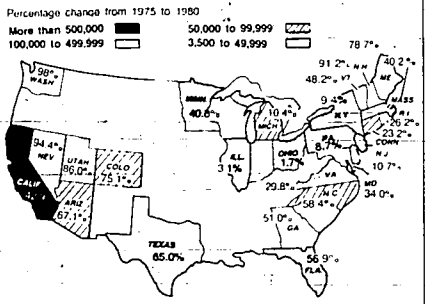 Percentage change from 1975 to 1980
More than 500,000
50,000 to 99,999
100,000 to 499,999
3,500 to 49,999
78.7%
91.2%
N H
40.2%
48.2%
VT
ME
98%
WASH
MINN.
40.6%
10.4%
MICH
9.4%
MASS
R I
26.2%
CONN
23.2%
94.4%
NEV
UTAH
86.0%
COLO
75.1%
ILL
3.1%
OHIO
1.7%
PA.
8.7%
N J
10.7%
CALIF
ARIZ
67.1%
29.8%
VA
MD
34.0%
N C
58.4%
51.0%
GA
TEXAS
65.0%
56.9%
FLA.